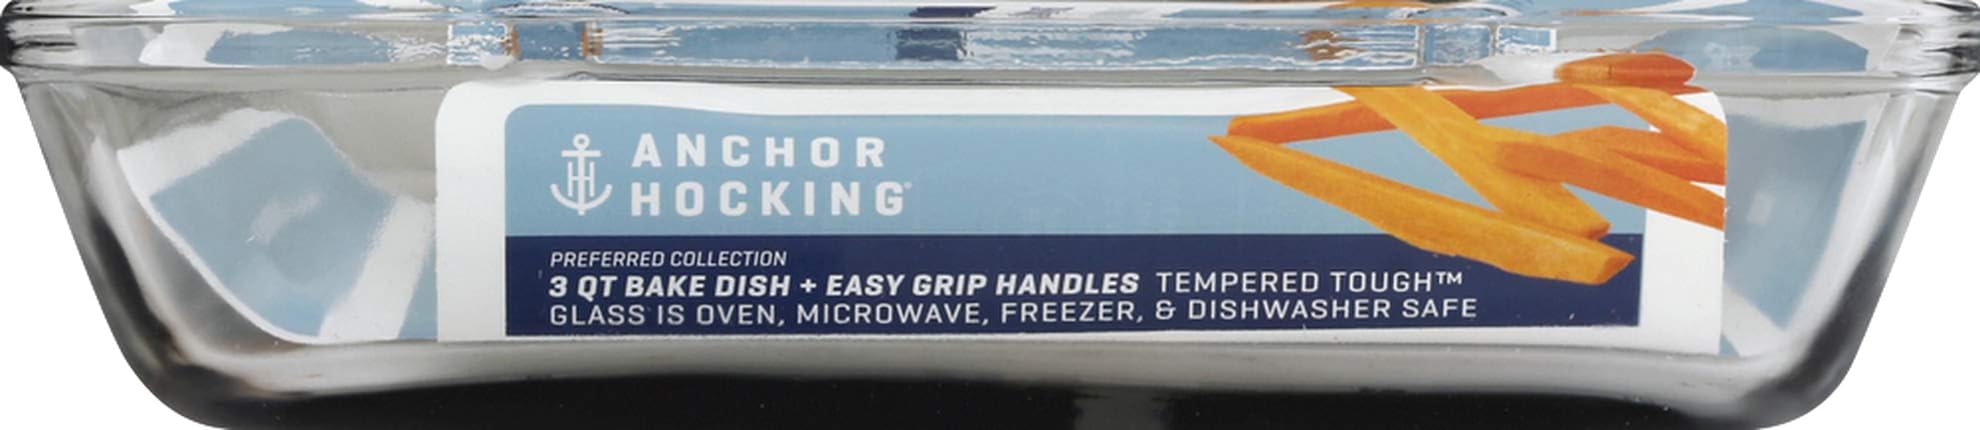 ANCHOR
HOCKING®
PREFERRED COLLECTION
3 QT BAKE DISH + EASY GRIP HANDLES TEMPERED TOUGH™
GLASS IS OVEN, MICROWAVE, FREEZER, & DISHWASHER SAFE